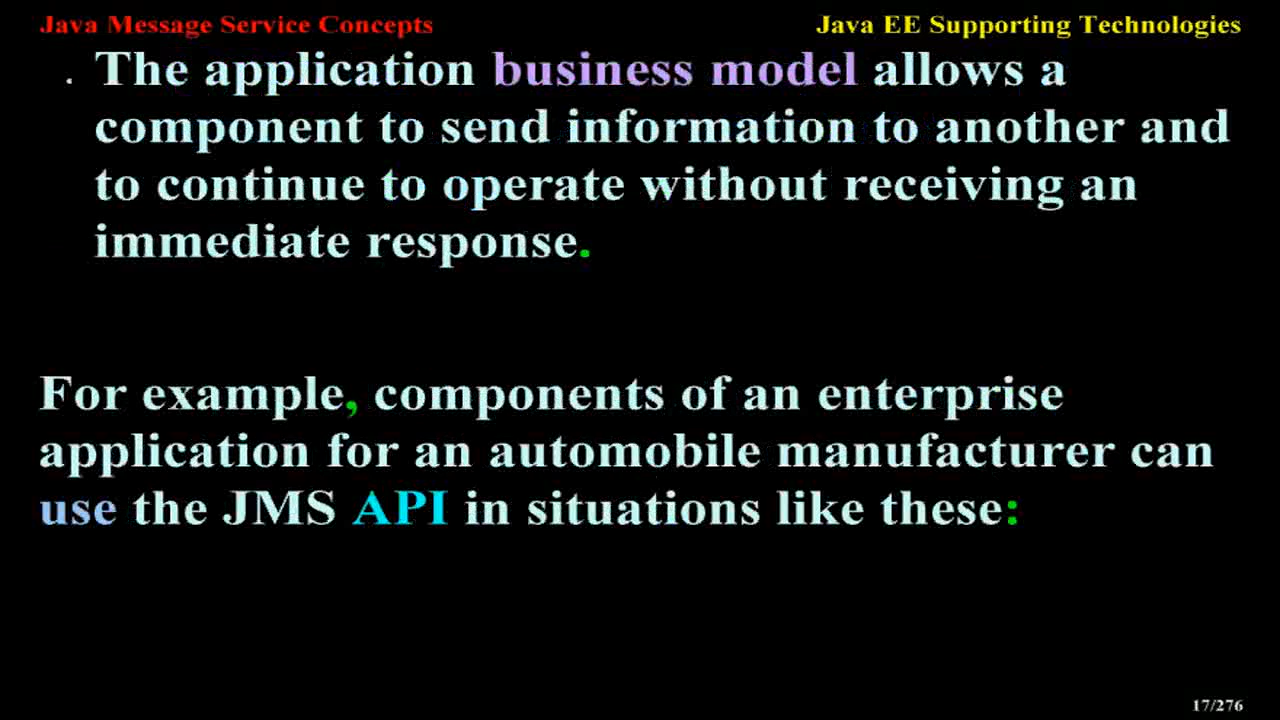 Java Message Service Concepts
Java EE Supporting Technologies
. The application business model allows a
component to send information to another and
to continue to operate without receiving an
immediate response.
For example, components of an enterprise
application for an automobile manufacturer can
use the JMS API in situations like these:
17/276